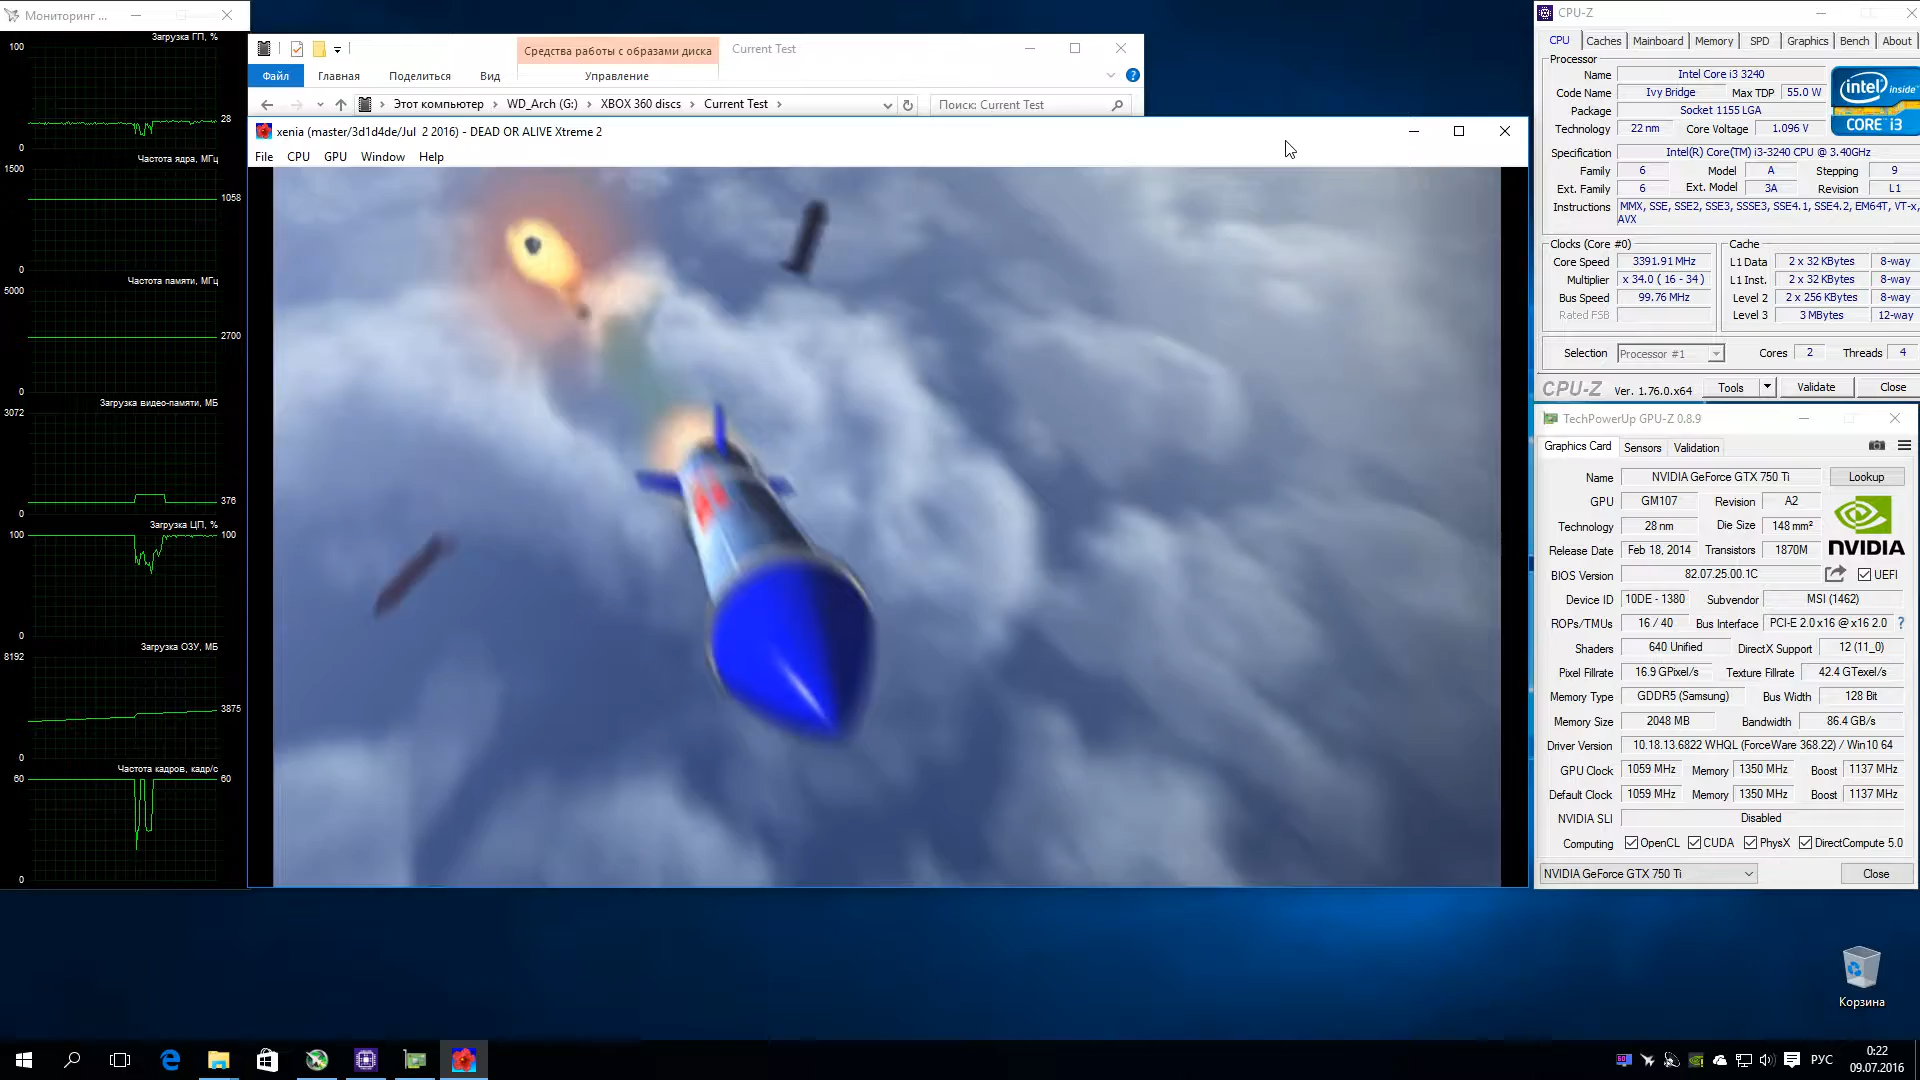 Мониторинг ...
Загрузка ГП, %
100
28
0
Частота ядра, МГц
1500
1058
0
Частота памяти, МГц
5000
2700
0
Загрузка видео-памяти, МБ
3072
376
0
Загрузка ЦП, %
100
100
0
Загрузка ОЗУ, МБ
8192
3875
0
Частота кадров, кадр/с
60
60
0
Средства работы с образами диска
Current Test
Файл
Главная
Поделиться
Вид
Управление
Этот компьютер
WD_Arch (G:)
XBOX 360 discs
Current Test
Поиск: Current Test
xenia (master/3d1d4de/Jul 2 2016) - DEAD OR ALIVE Xtreme 2
File CPU GPU Window Help
CPU-Z
CPU Caches Mainboard Memory SPD Graphics Bench About
Processor
Name Intel Core i3 3240
Code Name Ivy Bridge Max TDP 55.0 W
Package Socket 1155 LGA
Technology 22 nm Core Voltage 1.096 V
intel inside™
CORE i3
Specification Intel(R) Core(TM) i3-3240 CPU @ 3.40GHz
Family 6 Model A Stepping 9
Ext. Family 6 Ext. Model 3A Revision L1
Instructions MMX, SSE, SSE2, SSE3, SSSE3, SSE4.1, SSE4.2, EM64T, VT-x,
AVX
Clocks (Core #0)
Core Speed 3391.91 MHz
Multiplier x 34.0 ( 16 - 34 )
Bus Speed 99.76 MHz
Rated FSB
Cache
L1 Data 2 x 32 KBytes 8-way
L1 Inst. 2 x 32 KBytes 8-way
Level 2 2 x 256 KBytes 8-way
Level 3 3 MBytes 12-way
Selection Processor #1 Cores 2 Threads 4
CPU-Z Ver. 1.76.0.x64 Tools Validate Close
TechPowerUp GPU-Z 0.8.9
Graphics Card Sensors Validation
Name NVIDIA GeForce GTX 750 Ti Lookup
GPU GM107 Revision A2
Technology 28 nm Die Size 148 mm²
Release Date Feb 18, 2014 Transistors 1870M
NVIDIA
BIOS Version 82.07.25.00.1C UEFI
Device ID 10DE - 1380 Subvendor MSI (1462)
ROPs/TMUs 16 / 40 Bus Interface PCI-E 2.0 x16 @ x16 2.0 ?
Shaders 640 Unified DirectX Support 12 (11_0)
Pixel Fillrate 16.9 GPixel/s Texture Fillrate 42.4 GTexel/s
Memory Type GDDR5 (Samsung) Bus Width 128 Bit
Memory Size 2048 MB Bandwidth 86.4 GB/s
Driver Version 10.18.13.6822 WHQL (ForceWare 368.22) / Win10 64
GPU Clock 1059 MHz Memory 1350 MHz Boost 1137 MHz
Default Clock 1059 MHz Memory 1350 MHz Boost 1137 MHz
NVIDIA SLI Disabled
Computing OpenCL CUDA PhysX DirectCompute 5.0
NVIDIA GeForce GTX 750 Ti Close
Корзина
РУС
0:22
09.07.2016